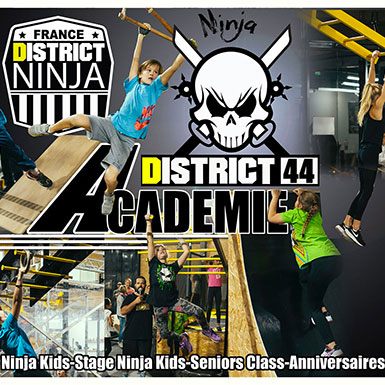 FRANCE
DISTRICT
NINJA
Ninja
DISTRICT 44
ACADEMIE
Ninja Kids-Stage Ninja Kids-Seniors Class-Anniversaires